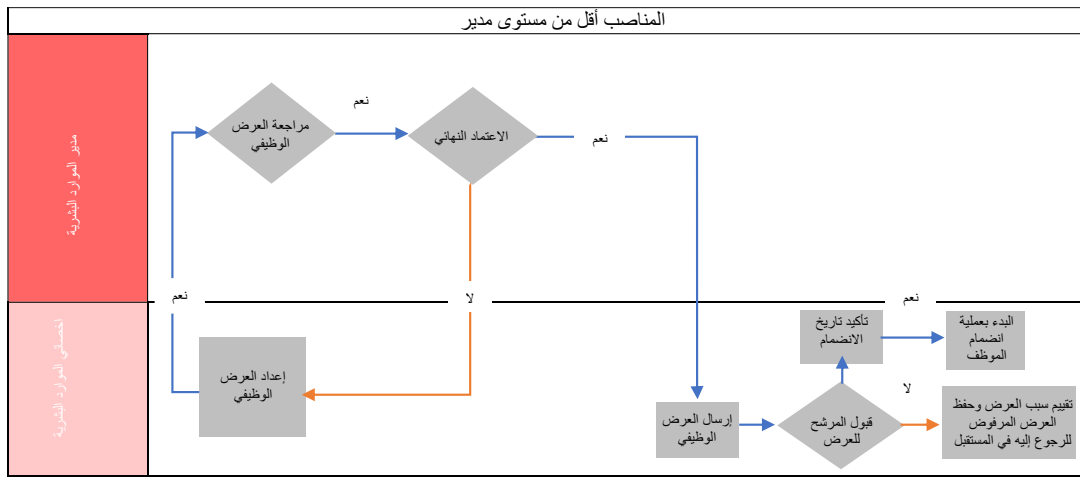 المناصب أقل من مستوى مدير
مدير الموارد البشرية
مراجعة العرض
الوظيفي
نعم
الاعتماد النهائي
نعم
لا
نعم
نعم
اخصائي الموارد البشرية
إعداد العرض
الوظيفي
إرسال العرض
الوظيفي
قبول المرشح
للعرض
تأكيد تاريخ
الانضمام
البدء بعملية
انضمام
الموظف
لا
تقييم سبب العرض وحفظ
العرض المرفوض
للرجوع إليه في المستقبل